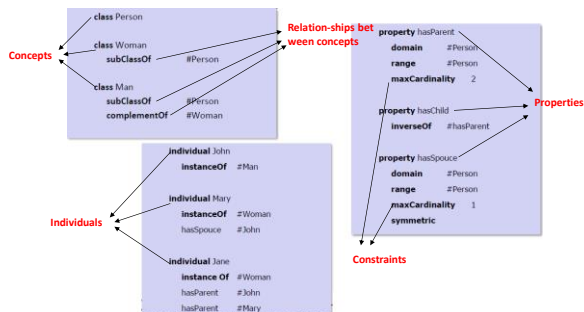 class Person
class Woman
subClassOf #Person
class Man
subClassOf #Person
complementOf #Woman
Concepts
Relation-ships bet
ween concepts
property hasParent
domain #Person
range #Person
maxCardinality 2
property hasChild
inverseOf #hasParent
property hasSpouce
domain #Person
range #Person
maxCardinality 1
symmetric
Properties
Constraints
individual John
instanceOf #Man
individual Mary
instanceOf #Woman
hasSpouce #John
individual Jane
instance Of #Woman
hasParent #John
hasParent #Mary
Individuals